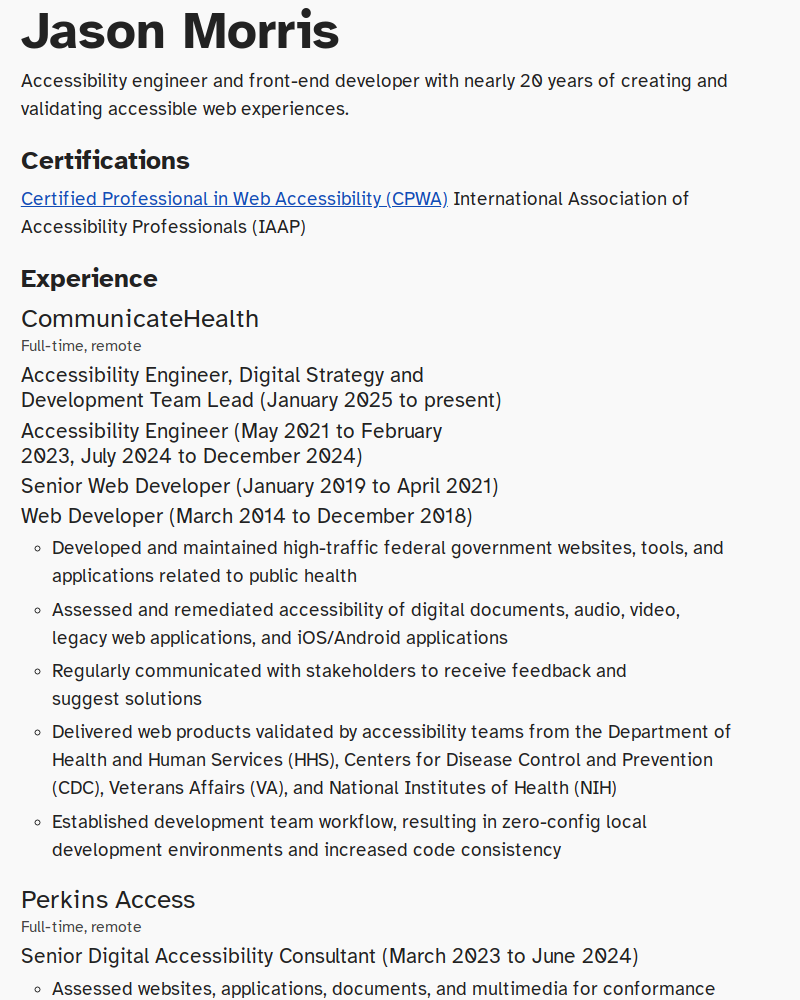 Jason Morris
Accessibility engineer and front-end developer with nearly 20 years of creating and
validating accessible web experiences.
Certifications
Certified Professional in Web Accessibility (CPWA) International Association of
Accessibility Professionals (IAAP)
Experience
CommunicateHealth
Full-time, remote
Accessibility Engineer, Digital Strategy and
Development Team Lead (January 2025 to present)
Accessibility Engineer (May 2021 to February
2023, July 2024 to December 2024)
Senior Web Developer (January 2019 to April 2021)
Web Developer (March 2014 to December 2018)
◦ Developed and maintained high-traffic federal government websites, tools, and
applications related to public health
◦ Assessed and remediated accessibility of digital documents, audio, video,
legacy web applications, and iOS/Android applications
◦ Regularly communicated with stakeholders to receive feedback and
suggest solutions
◦ Delivered web products validated by accessibility teams from the Department of
Health and Human Services (HHS), Centers for Disease Control and Prevention
(CDC), Veterans Affairs (VA), and National Institutes of Health (NIH)
◦ Established development team workflow, resulting in zero-config local
development environments and increased code consistency
Perkins Access
Full-time, remote
Senior Digital Accessibility Consultant (March 2023 to June 2024)
◦ Assessed websites, applications, documents, and multimedia for conformance